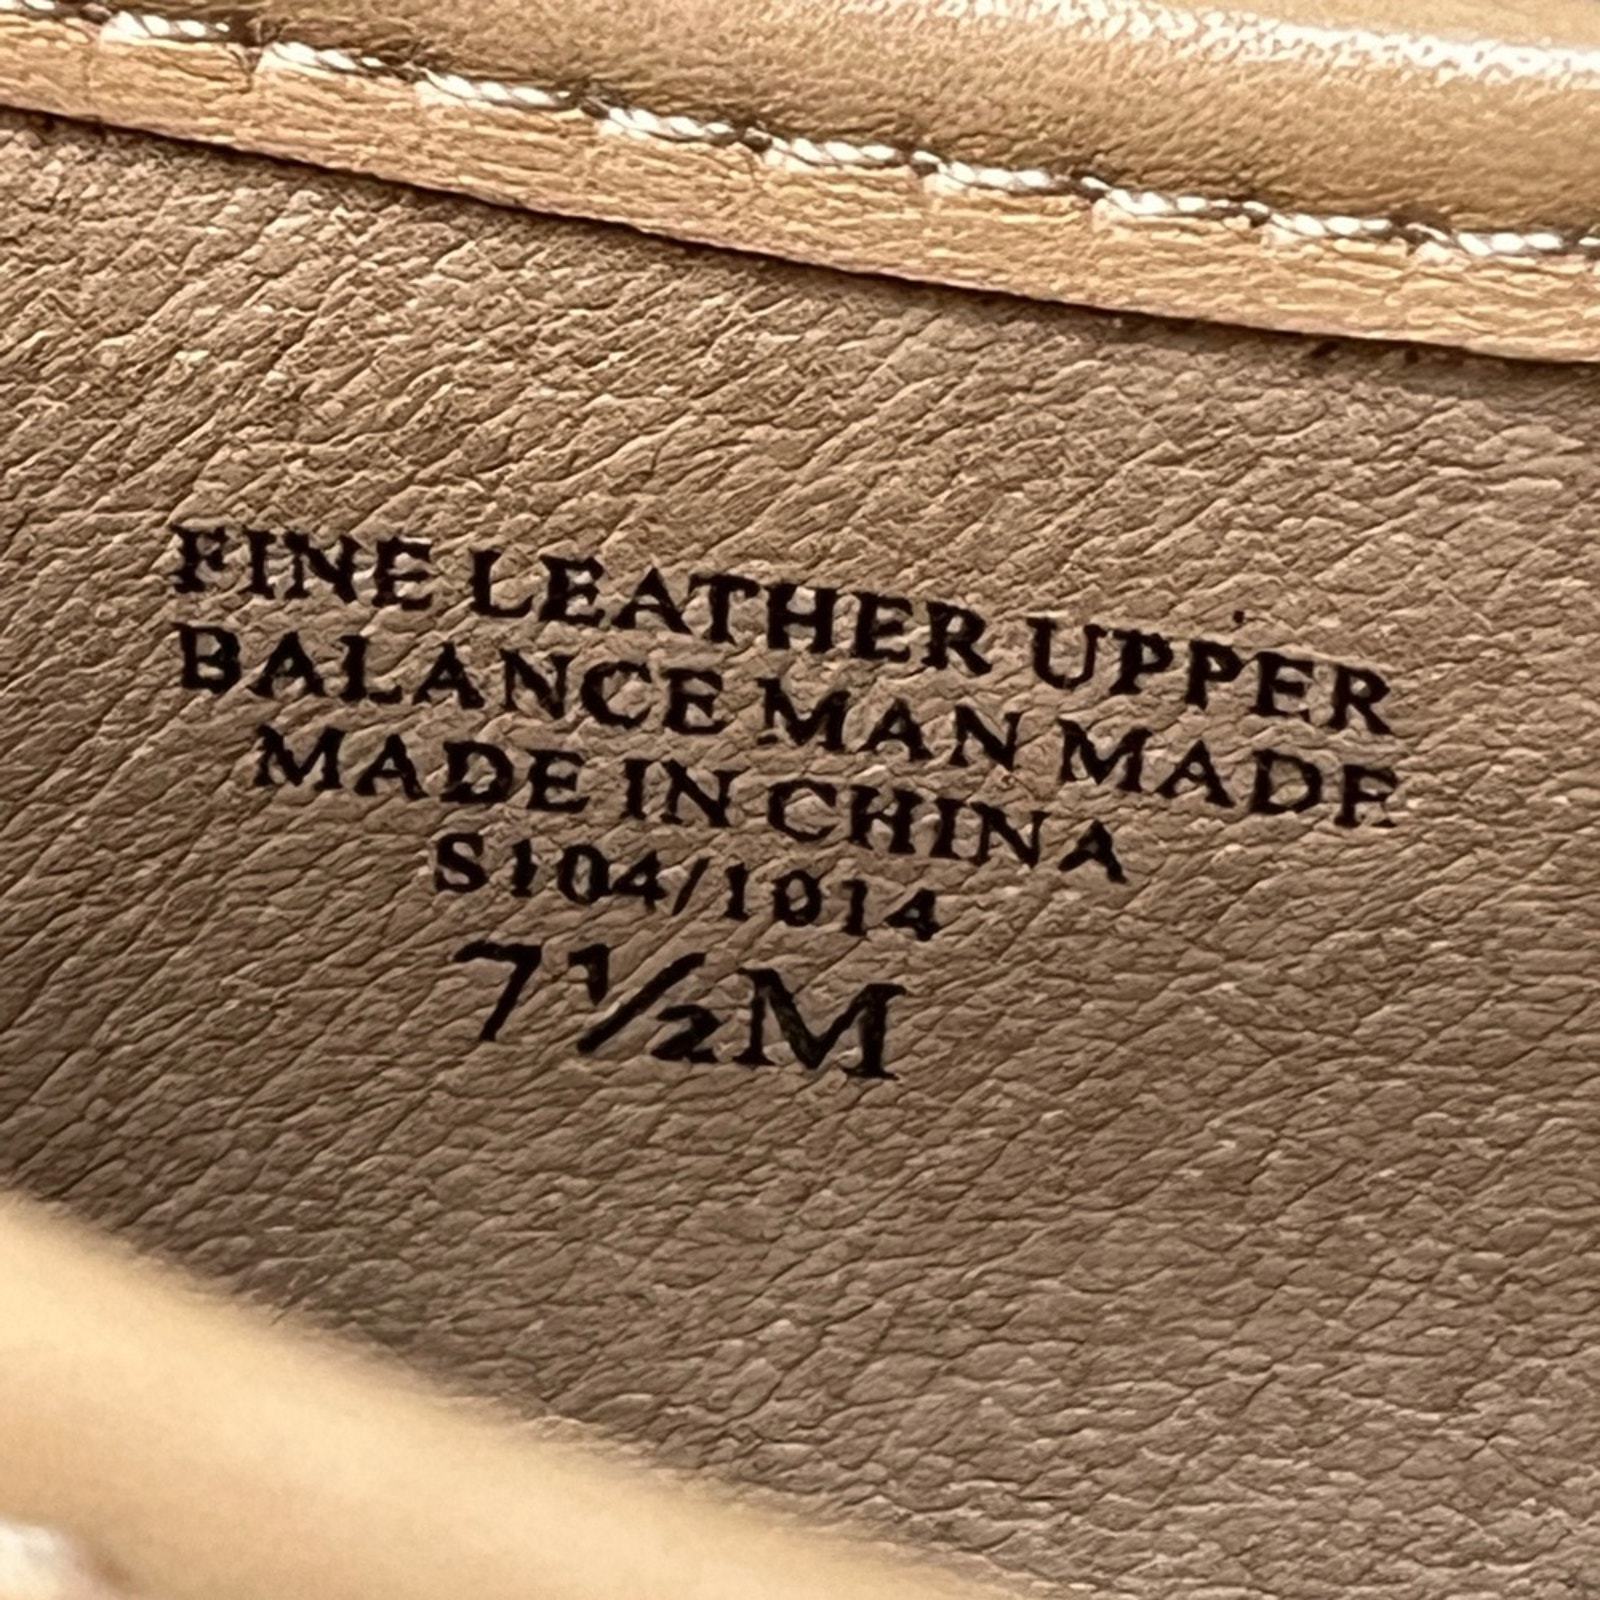 FINE LEATHER UPPER
BALANCE MAN MADE
MADE IN CHINA
S104/1014
7½M